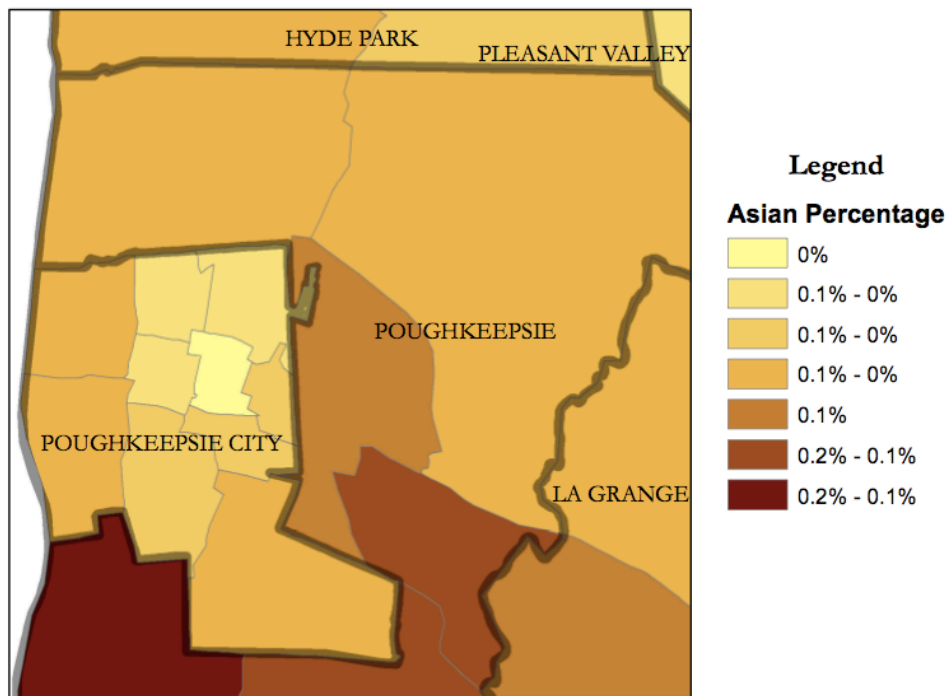 HYDE PARK
PLEASANT VALLEY
POUGHKEEPSIE
POUGHKEEPSIE CITY
LA GRANGE
Legend
Asian Percentage
0%
0.1% - 0%
0.1% - 0%
0.1% - 0%
0.1%
0.2% - 0.1%
0.2% - 0.1%